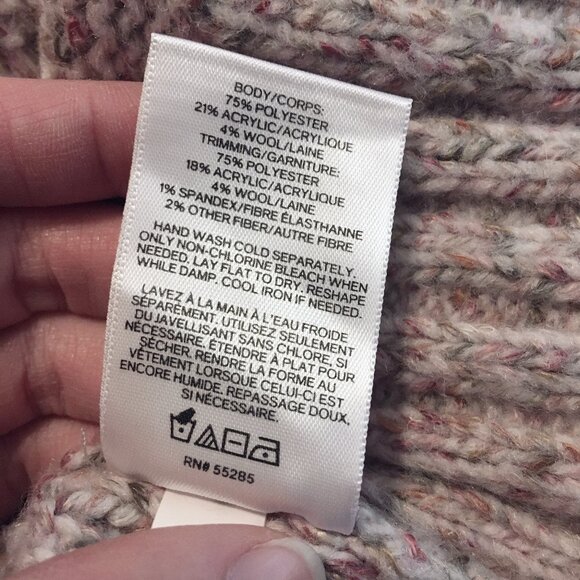 BODY/CORPS:
75% POLYESTER
21% ACRYLIC/ACRYLIQUE
4% WOOL/LAINE
TRIMMING/GARNITURE:
75% POLYESTER
18% ACRYLIC/ACRYLIQUE
4% WOOL/LAINE
1% SPANDEX/FIBRE ÉLASTHANNE
2% OTHER FIBER/AUTRE FIBRE
HAND WASH COLD SEPARATELY.
ONLY NON-CHLORINE BLEACH WHEN
NEEDED. LAY FLAT TO DRY. RESHAPE
WHILE DAMP. COOL IRON IF NEEDED.
LAVEZ À LA MAIN À L'EAU FROIDE
SÉPARÉMENT. UTILISEZ SEULEMENT
DU JAVELLISANT SANS CHLORE, SI
NÉCESSAIRE. ÉTENDRE À PLAT POUR
SÉCHER. RENDRE LA FORME AU
VÊTEMENT LORSQUE CELUI-CI EST
ENCORE HUMIDE. REPASSAGE DOUX,
SI NÉCESSAIRE.
RN# 55285